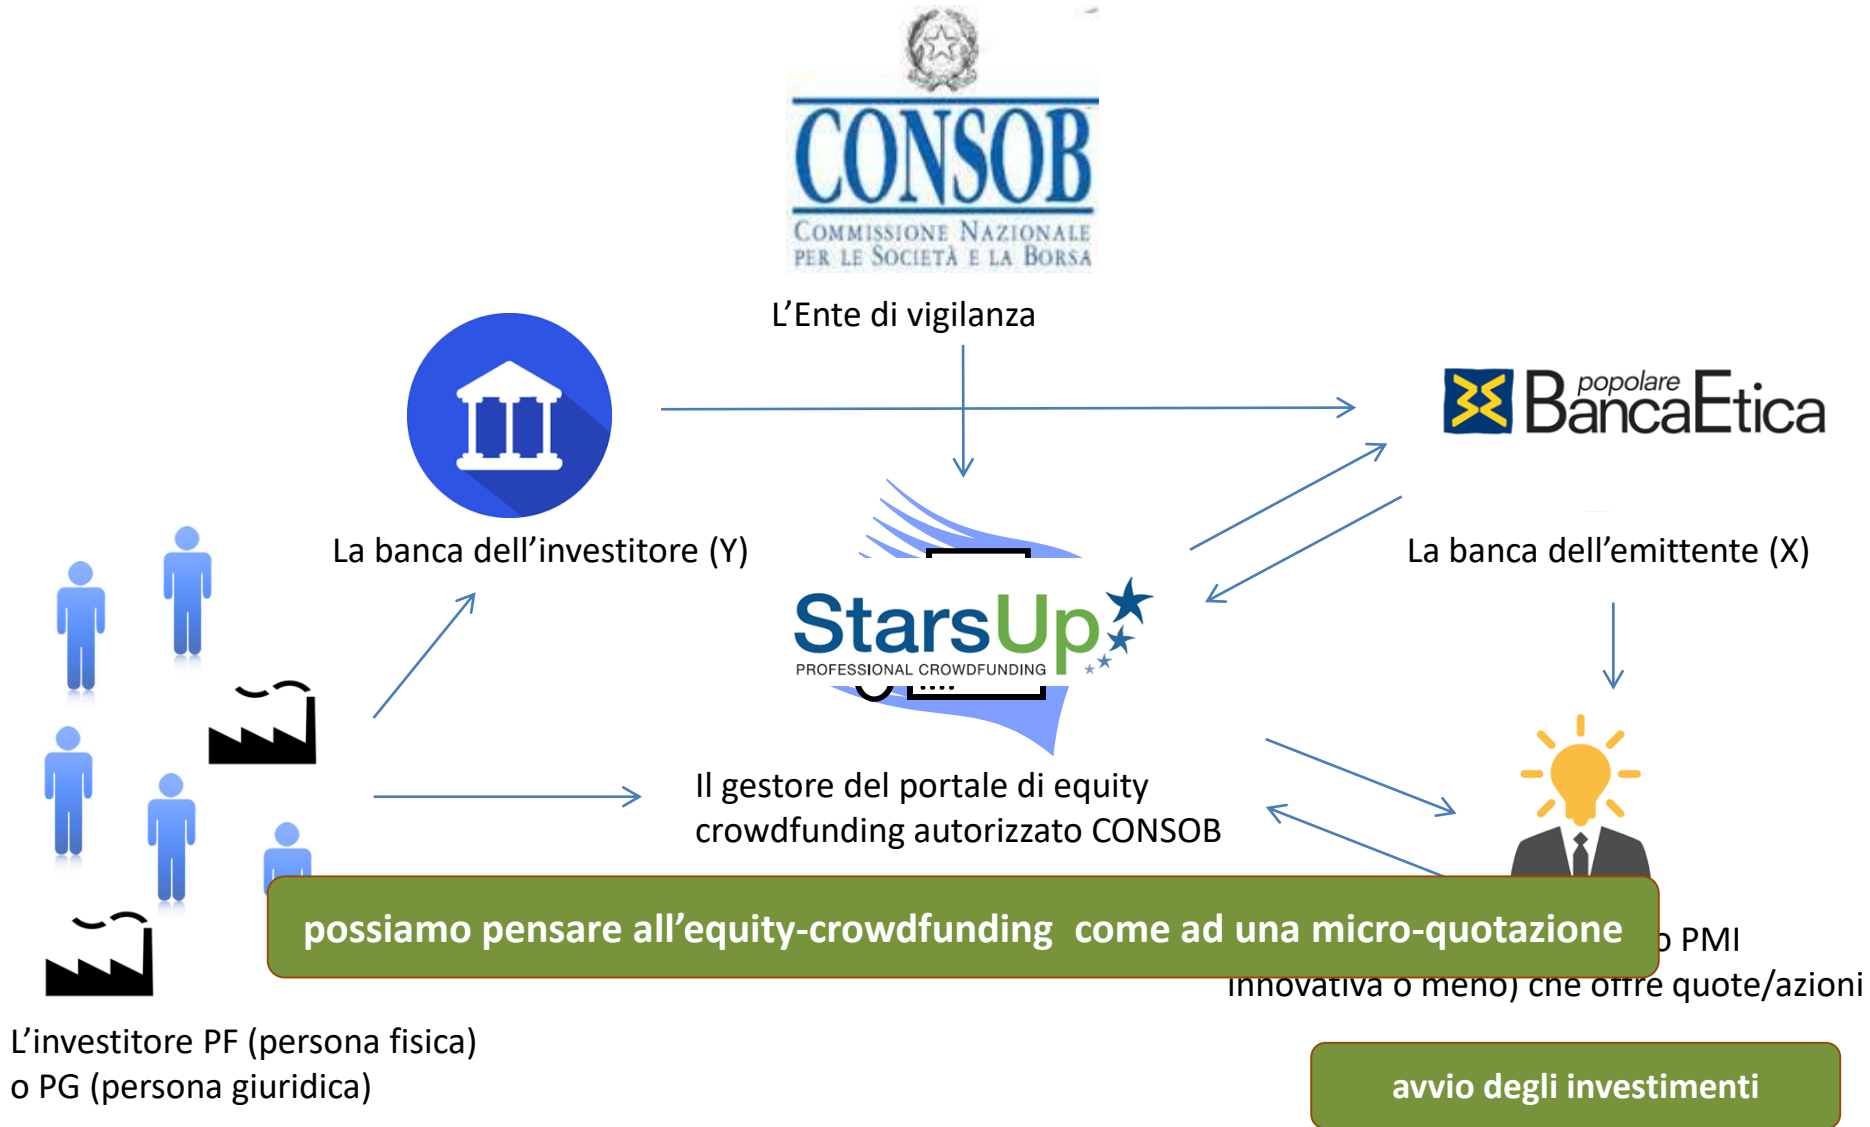 CONSOB
COMMISSIONE NAZIONALE
PER LE SOCIETÀ E LA BORSA
L’Ente di vigilanza
popolare
BancaEtica
La banca dell’investitore (Y)
La banca dell’emittente (X)
StarsUp
PROFESSIONAL CROWDFUNDING
Il gestore del portale di equity
crowdfunding autorizzato CONSOB
possiamo pensare all’equity-crowdfunding come ad una micro-quotazione
PMI
innovativa o meno) che offre quote/azioni
L’investitore PF (persona fisica)
o PG (persona giuridica)
avvio degli investimenti